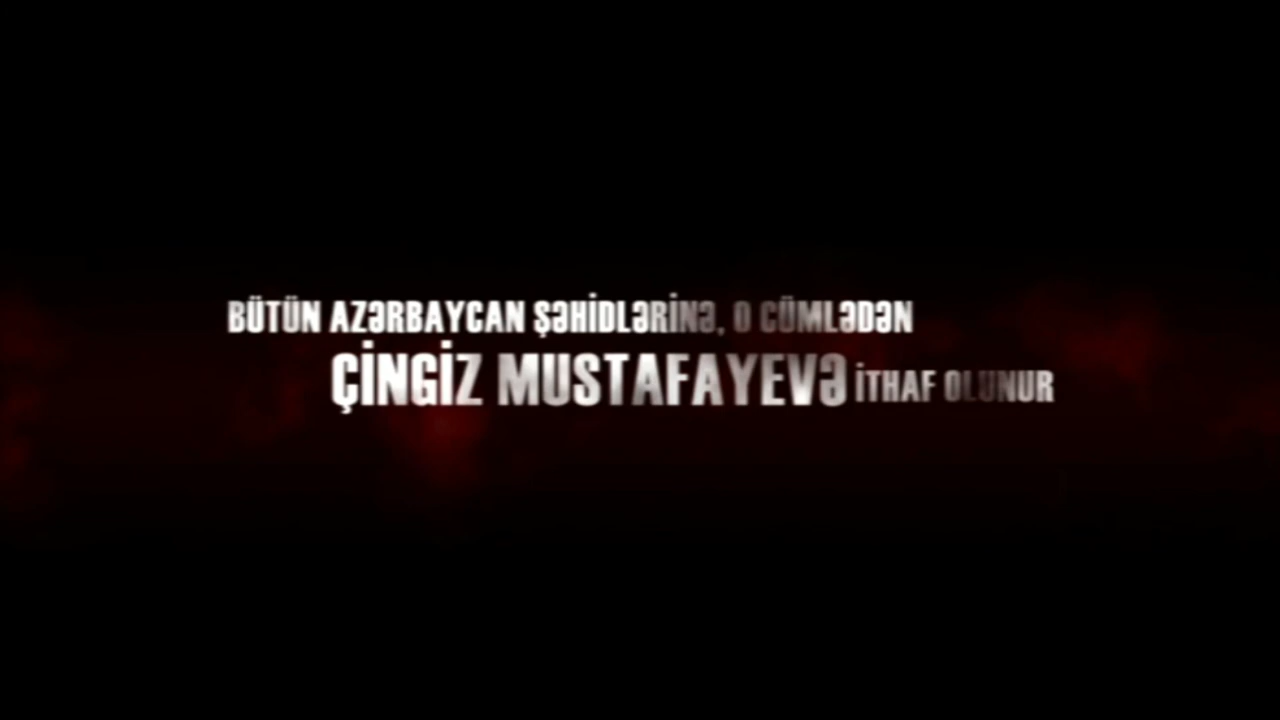 BÜTÜN AZƏRBAYCAN ŞƏHİDLƏRİNƏ, O CÜMLƏDƏN
ÇİNGİZ MUSTAFAYEVƏ İTHAF OLUNUR